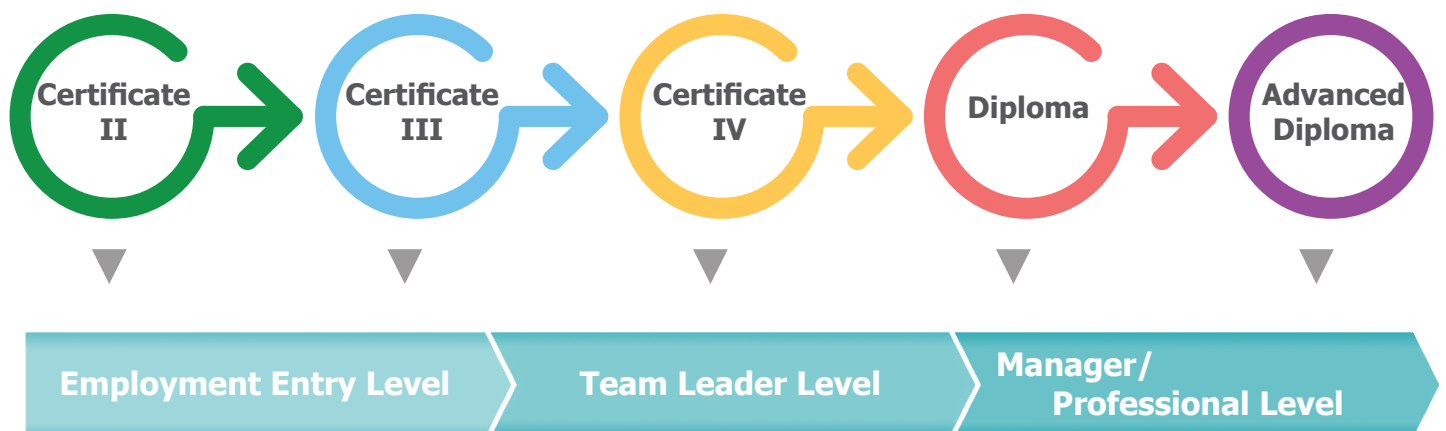 Certificate
II
Certificate
III
Certificate
IV
Diploma
Advanced
Diploma
Employment Entry Level
Team Leader Level
Manager/
Professional Level